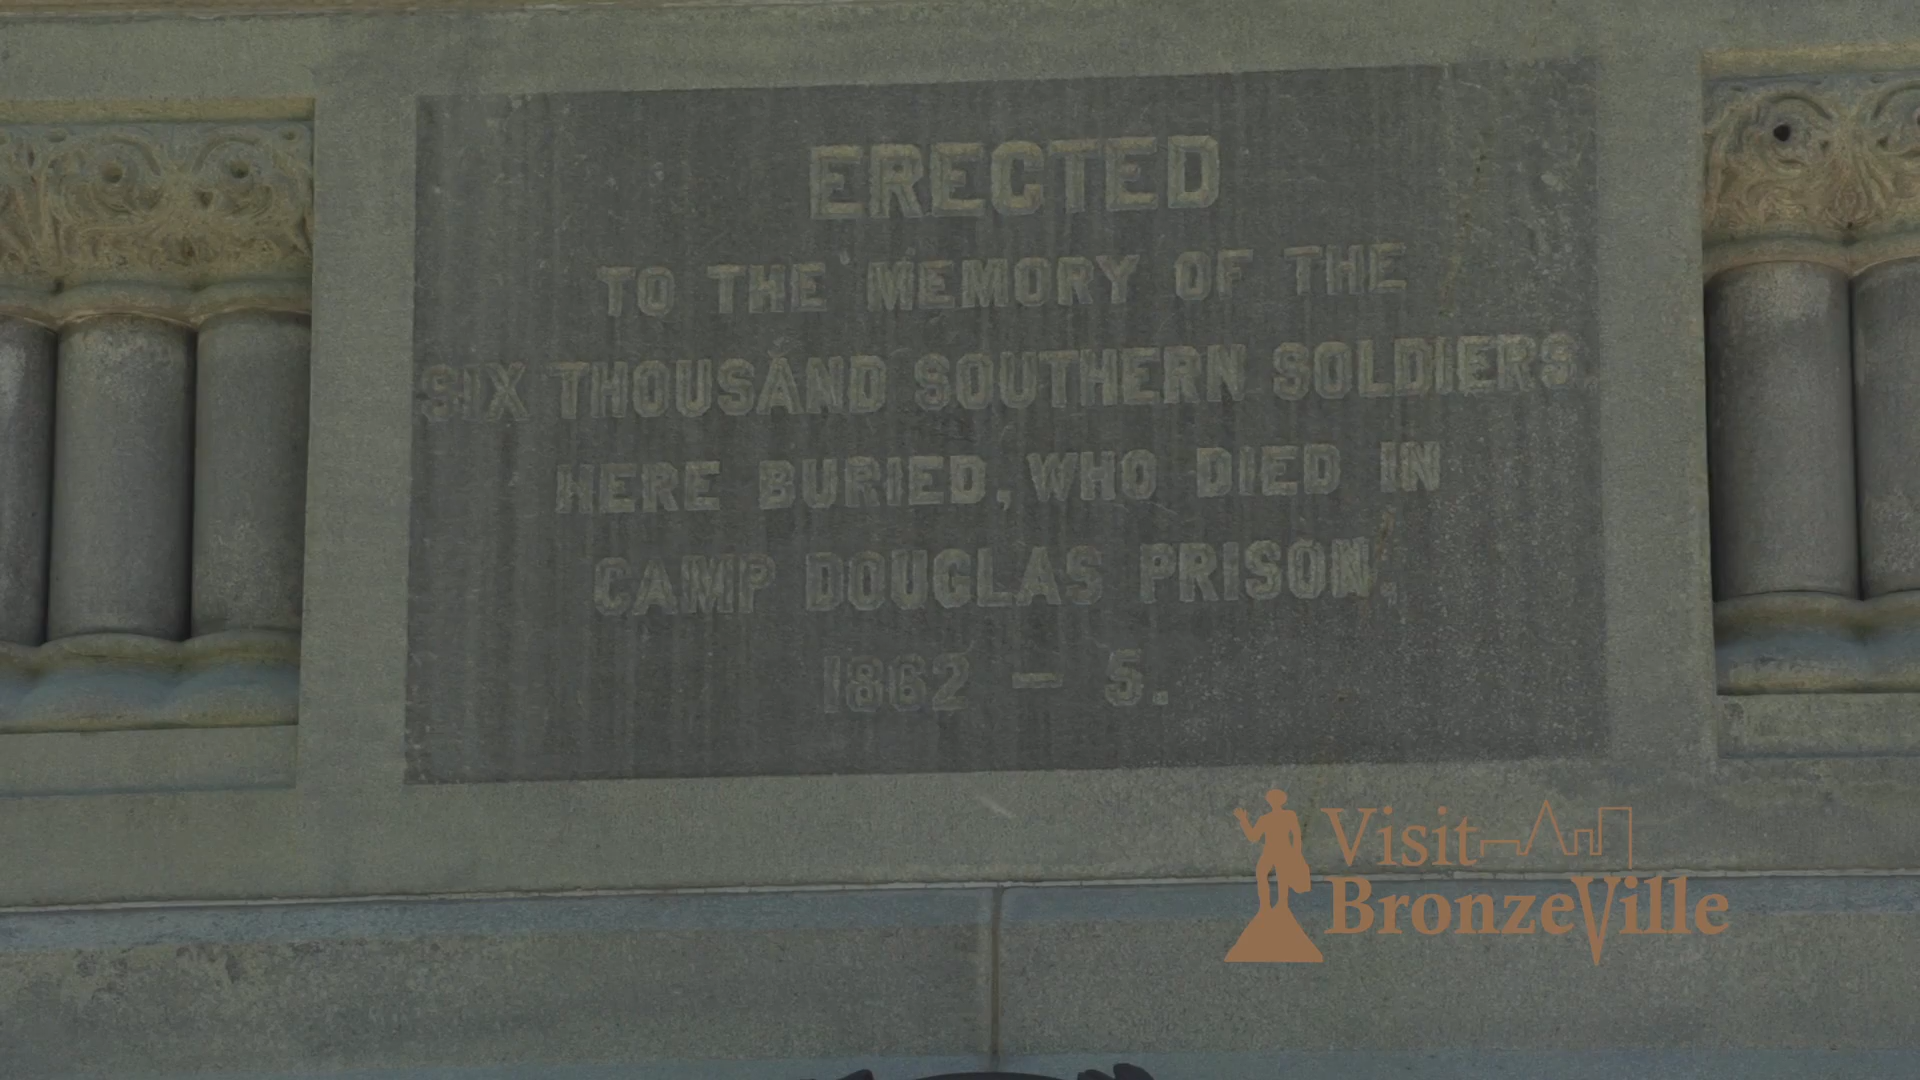 ERECTED
TO THE MEMORY OF THE
SIX THOUSAND SOUTHERN SOLDIERS
HERE BURIED, WHO DIED IN
CAMP DOUGLAS PRISON
1862 – 5.
Visit
BronzeVille